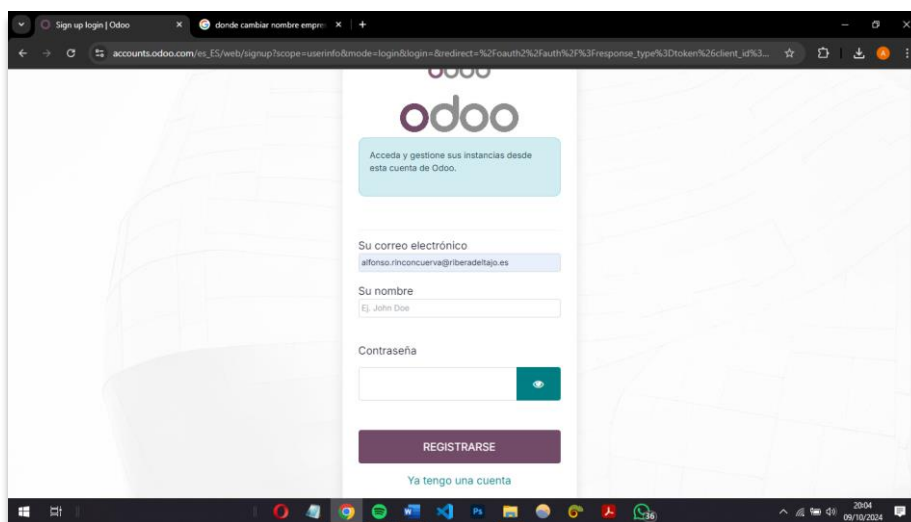 Sign up login | Odoo
donde cambiar nombre empre
accounts.odoo.com/es_ES/web/signup?scope=userinfo&mode=login&login=&redirect=%2Foauth2%2Fauth%2F%3Fresponse_type%3Dtoken%26client_id%3...
odoo
Acceda y gestione sus instancias desde
esta cuenta de Odoo.
Su correo electrónico
alfonso.rinconcuerva@riberadeltajo.es
Su nombre
Ej. John Doe
Contraseña
REGISTRARSE
Ya tengo una cuenta
36
20:04
09/10/2024